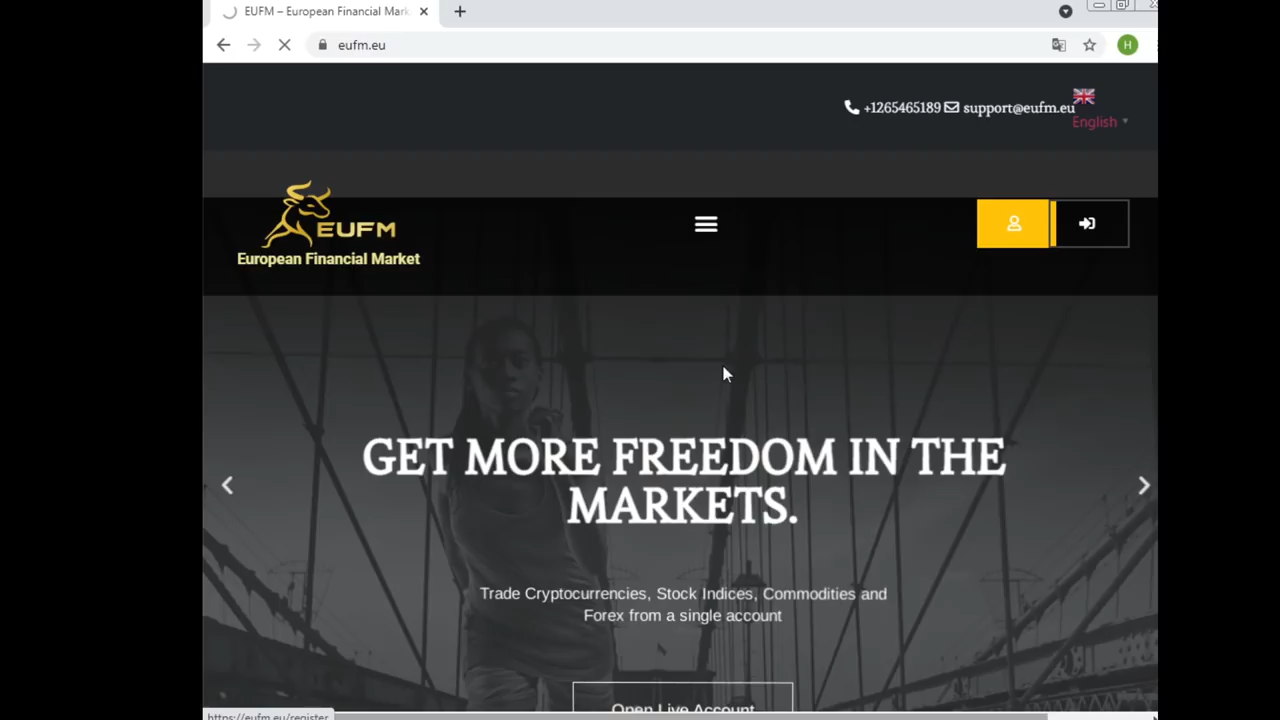 EUFM – European Financial Mark
eufm.eu
H
+1265465189 support@eufm.eu
English
EUFM
European Financial Market
GET MORE FREEDOM IN THE
MARKETS.
Trade Cryptocurrencies, Stock Indices, Commodities and
Forex from a single account
Open Live Account
https://eufm.eu/register